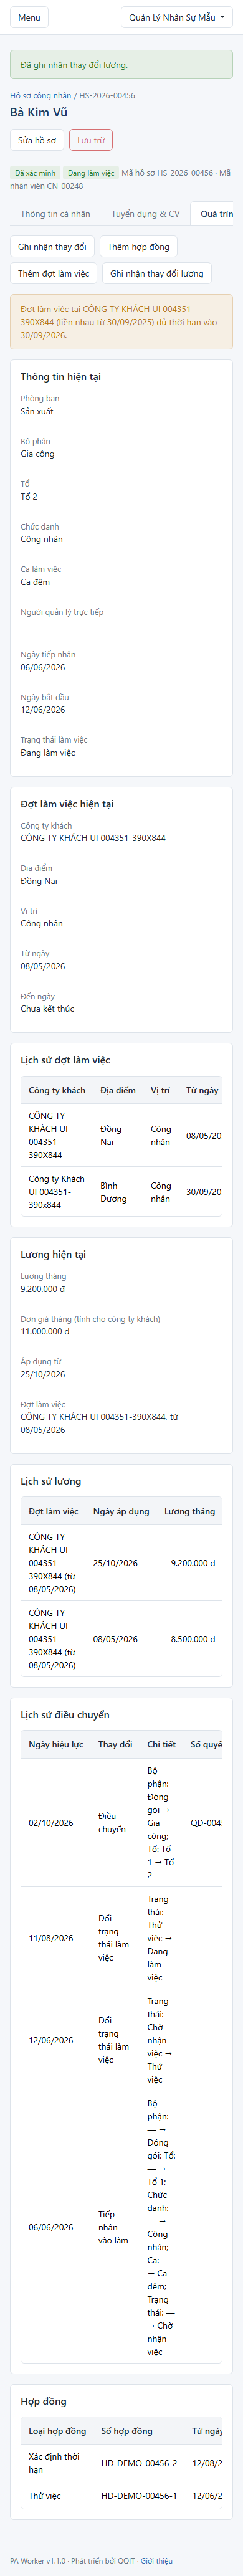 Menu
Quản Lý Nhân Sự Mẫu
Đã ghi nhận thay đổi lương.
Hồ sơ công nhân / HS-2026-00456
Bà Kim Vũ
Sửa hồ sơ
Lưu trữ
Đã xác minh Đang làm việc Mã hồ sơ HS-2026-00456 · Mã
nhân viên CN-00248
Thông tin cá nhân Tuyển dụng & CV Quá trìn
Ghi nhận thay đổi Thêm hợp đồng
Thêm đợt làm việc Ghi nhận thay đổi lương
Đợt làm việc tại CÔNG TY KHÁCH UI 004351-
390X844 (liên nhau từ 30/09/2025) đủ thời hạn vào
30/09/2026.
Thông tin hiện tại
Phòng ban
Sản xuất
Bộ phận
Gia công
Tổ
Tổ 2
Chức danh
Công nhân
Ca làm việc
Ca đêm
Người quản lý trực tiếp
—
Ngày tiếp nhận
06/06/2026
Ngày bắt đầu
12/06/2026
Trạng thái làm việc
Đang làm việc
Đợt làm việc hiện tại
Công ty khách
CÔNG TY KHÁCH UI 004351-390X844
Địa điểm
Đồng Nai
Vị trí
Công nhân
Từ ngày
08/05/2026
Đến ngày
Chưa kết thúc
Lịch sử đợt làm việc
Công ty khách Địa điểm Vị trí Từ ngày
CÔNG TY
KHÁCH UI
004351-
390X844
Đồng
Nai
Công
nhân
08/05/20
Công ty Khách
UI 004351-
390x844
Bình
Dương
Công
nhân
30/09/20
Lương hiện tại
Lương tháng
9.200.000 đ
Đơn giá tháng (tính cho công ty khách)
11.000.000 đ
Áp dụng từ
25/10/2026
Đợt làm việc
CÔNG TY KHÁCH UI 004351-390X844, từ
08/05/2026
Lịch sử lương
Đợt làm việc Ngày áp dụng Lương tháng
CÔNG TY
KHÁCH UI
004351-
390X844 (từ
08/05/2026)
25/10/2026
9.200.000 đ
CÔNG TY
KHÁCH UI
004351-
390X844 (từ
08/05/2026)
08/05/2026
8.500.000 đ
Lịch sử điều chuyển
Ngày hiệu lực Thay đổi Chi tiết Số quyế
02/10/2026
Điều
chuyển
Bộ
phận:
Đóng
gói →
Gia
công;
Tổ: Tổ
1 → Tổ
2
QD-004
11/08/2026
Đổi
trạng
thái làm
việc
Trạng
thái:
Thử
việc →
Đang
làm
việc
—
12/06/2026
Đổi
trạng
thái làm
việc
Trạng
thái:
Chờ
nhận
việc →
Thử
việc
—
06/06/2026
Tiếp
nhận
vào làm
Bộ
phận:
— →
Đóng
gói; Tổ:
— →
Tổ 1;
Chức
danh:
— →
Công
nhân;
Ca: —
→ Ca
đêm;
Trạng
thái: —
→ Chờ
nhận
việc
—
Hợp đồng
Loại hợp đồng Số hợp đồng Từ ngày
Xác định thời
hạn
HD-DEMO-00456-2
12/08/2
Thử việc HD-DEMO-00456-1 12/06/2
PA Worker v1.1.0 · Phát triển bởi QQIT · Giới thiệu